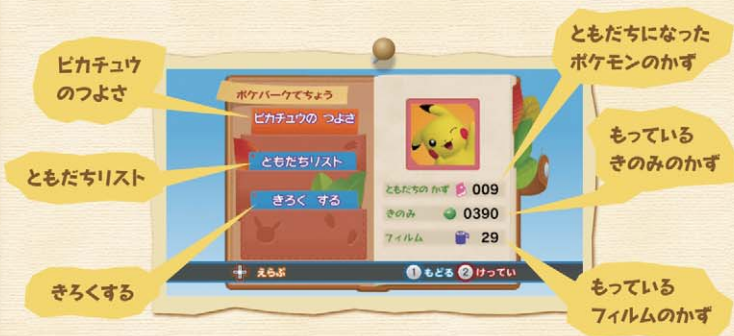 ともだちになった
ポケモンのかず
ピカチュウ
のつよさ
ポケパークてちょう
ピカチュウの つよさ
ともだちリスト
ともだちリスト
きろく する
きろくする
ともだちの かず 009
きのみ 0390
フィルム 29
もっている
きのみのかず
えらぶ
1 もどる 2 けってい
もっている
フィルムのかず